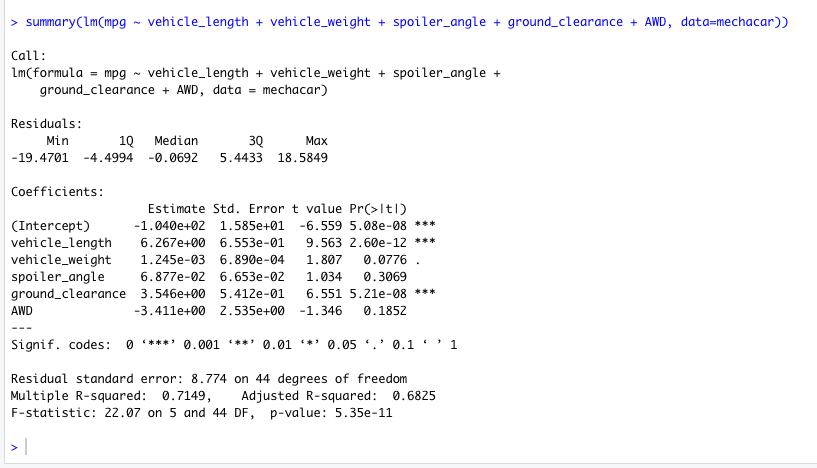 > summary(lm(mpg ~ vehicle_length + vehicle_weight + spoiler_angle + ground_clearance + AWD, data=mechacar))
Call:
lm(formula = mpg ~ vehicle_length + vehicle_weight + spoiler_angle +
    ground_clearance + AWD, data = mechacar)
Residuals:
     Min       1Q   Median       3Q      Max
-19.4701  -4.4994  -0.0692   5.4433  18.5849
Coefficients:
                   Estimate Std. Error t value Pr(>|t|)
(Intercept)      -1.040e+02  1.585e+01  -6.559 5.08e-08 ***
vehicle_length    6.267e+00  6.553e-01   9.563 2.60e-12 ***
vehicle_weight    1.245e-03  6.890e-04   1.807   0.0776 .
spoiler_angle     6.877e-02  6.653e-02   1.034   0.3069
ground_clearance  3.546e+00  5.412e-01   6.551 5.21e-08 ***
AWD              -3.411e+00  2.535e+00  -1.346   0.1852
---
Signif. codes:  0 ‘***’ 0.001 ‘**’ 0.01 ‘*’ 0.05 ‘.’ 0.1 ‘ ’ 1
Residual standard error: 8.774 on 44 degrees of freedom
Multiple R-squared:  0.7149,    Adjusted R-squared:  0.6825
F-statistic: 22.07 on 5 and 44 DF,  p-value: 5.35e-11
>